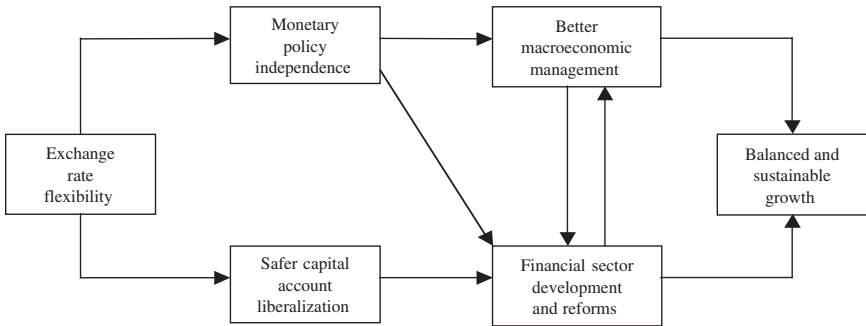 Monetary
policy
independence
Better
macroeconomic
management
Exchange
rate
flexibility
Balanced and
sustainable
growth
Safer capital
account
liberalization
Financial sector
development
and reforms